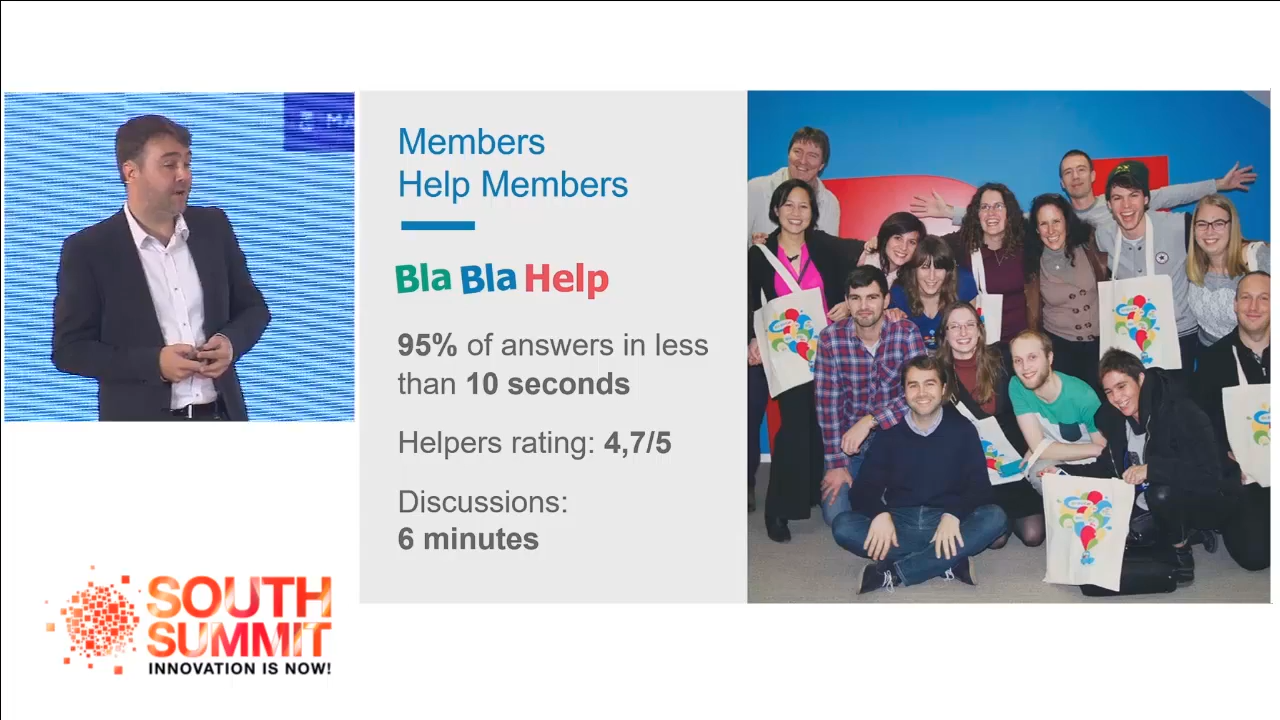 MA
Members
Help Members
Bla Bla Help
95% of answers in less
than 10 seconds
Helpers rating: 4,7/5
Discussions:
6 minutes
SOUTH
SUMMIT
INNOVATION IS NOW!